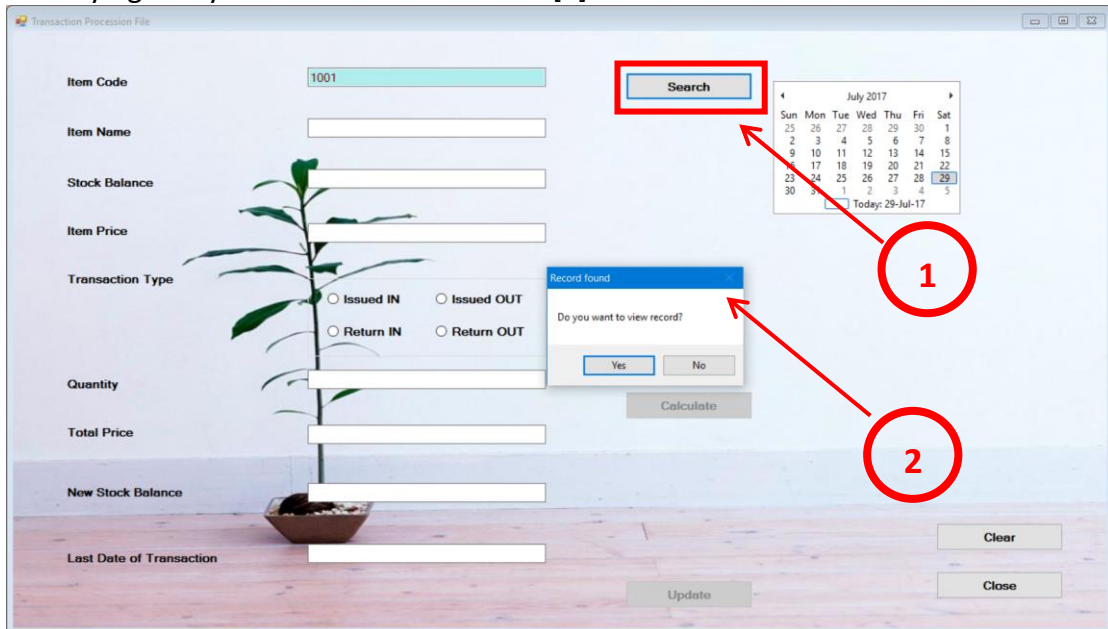 Transaction Procession File
Item Code
1001
Search
July 2017
Sun Mon Tue Wed Thu Fri Sat
25 26 27 28 29 30 1
2 3 4 5 6 7 8
9 10 11 12 13 14 15
16 17 18 19 20 21 22
23 24 25 26 27 28 29
30 31 1 2 3 4 5
Today: 29-Jul-17
Item Name
Stock Balance
Item Price
1
Transaction Type
Issued IN Issued OUT
Return IN Return OUT
Record found
Do you want to view record?
Yes No
Quantity
Calculate
Total Price
2
New Stock Balance
Clear
Last Date of Transaction
Close
Update